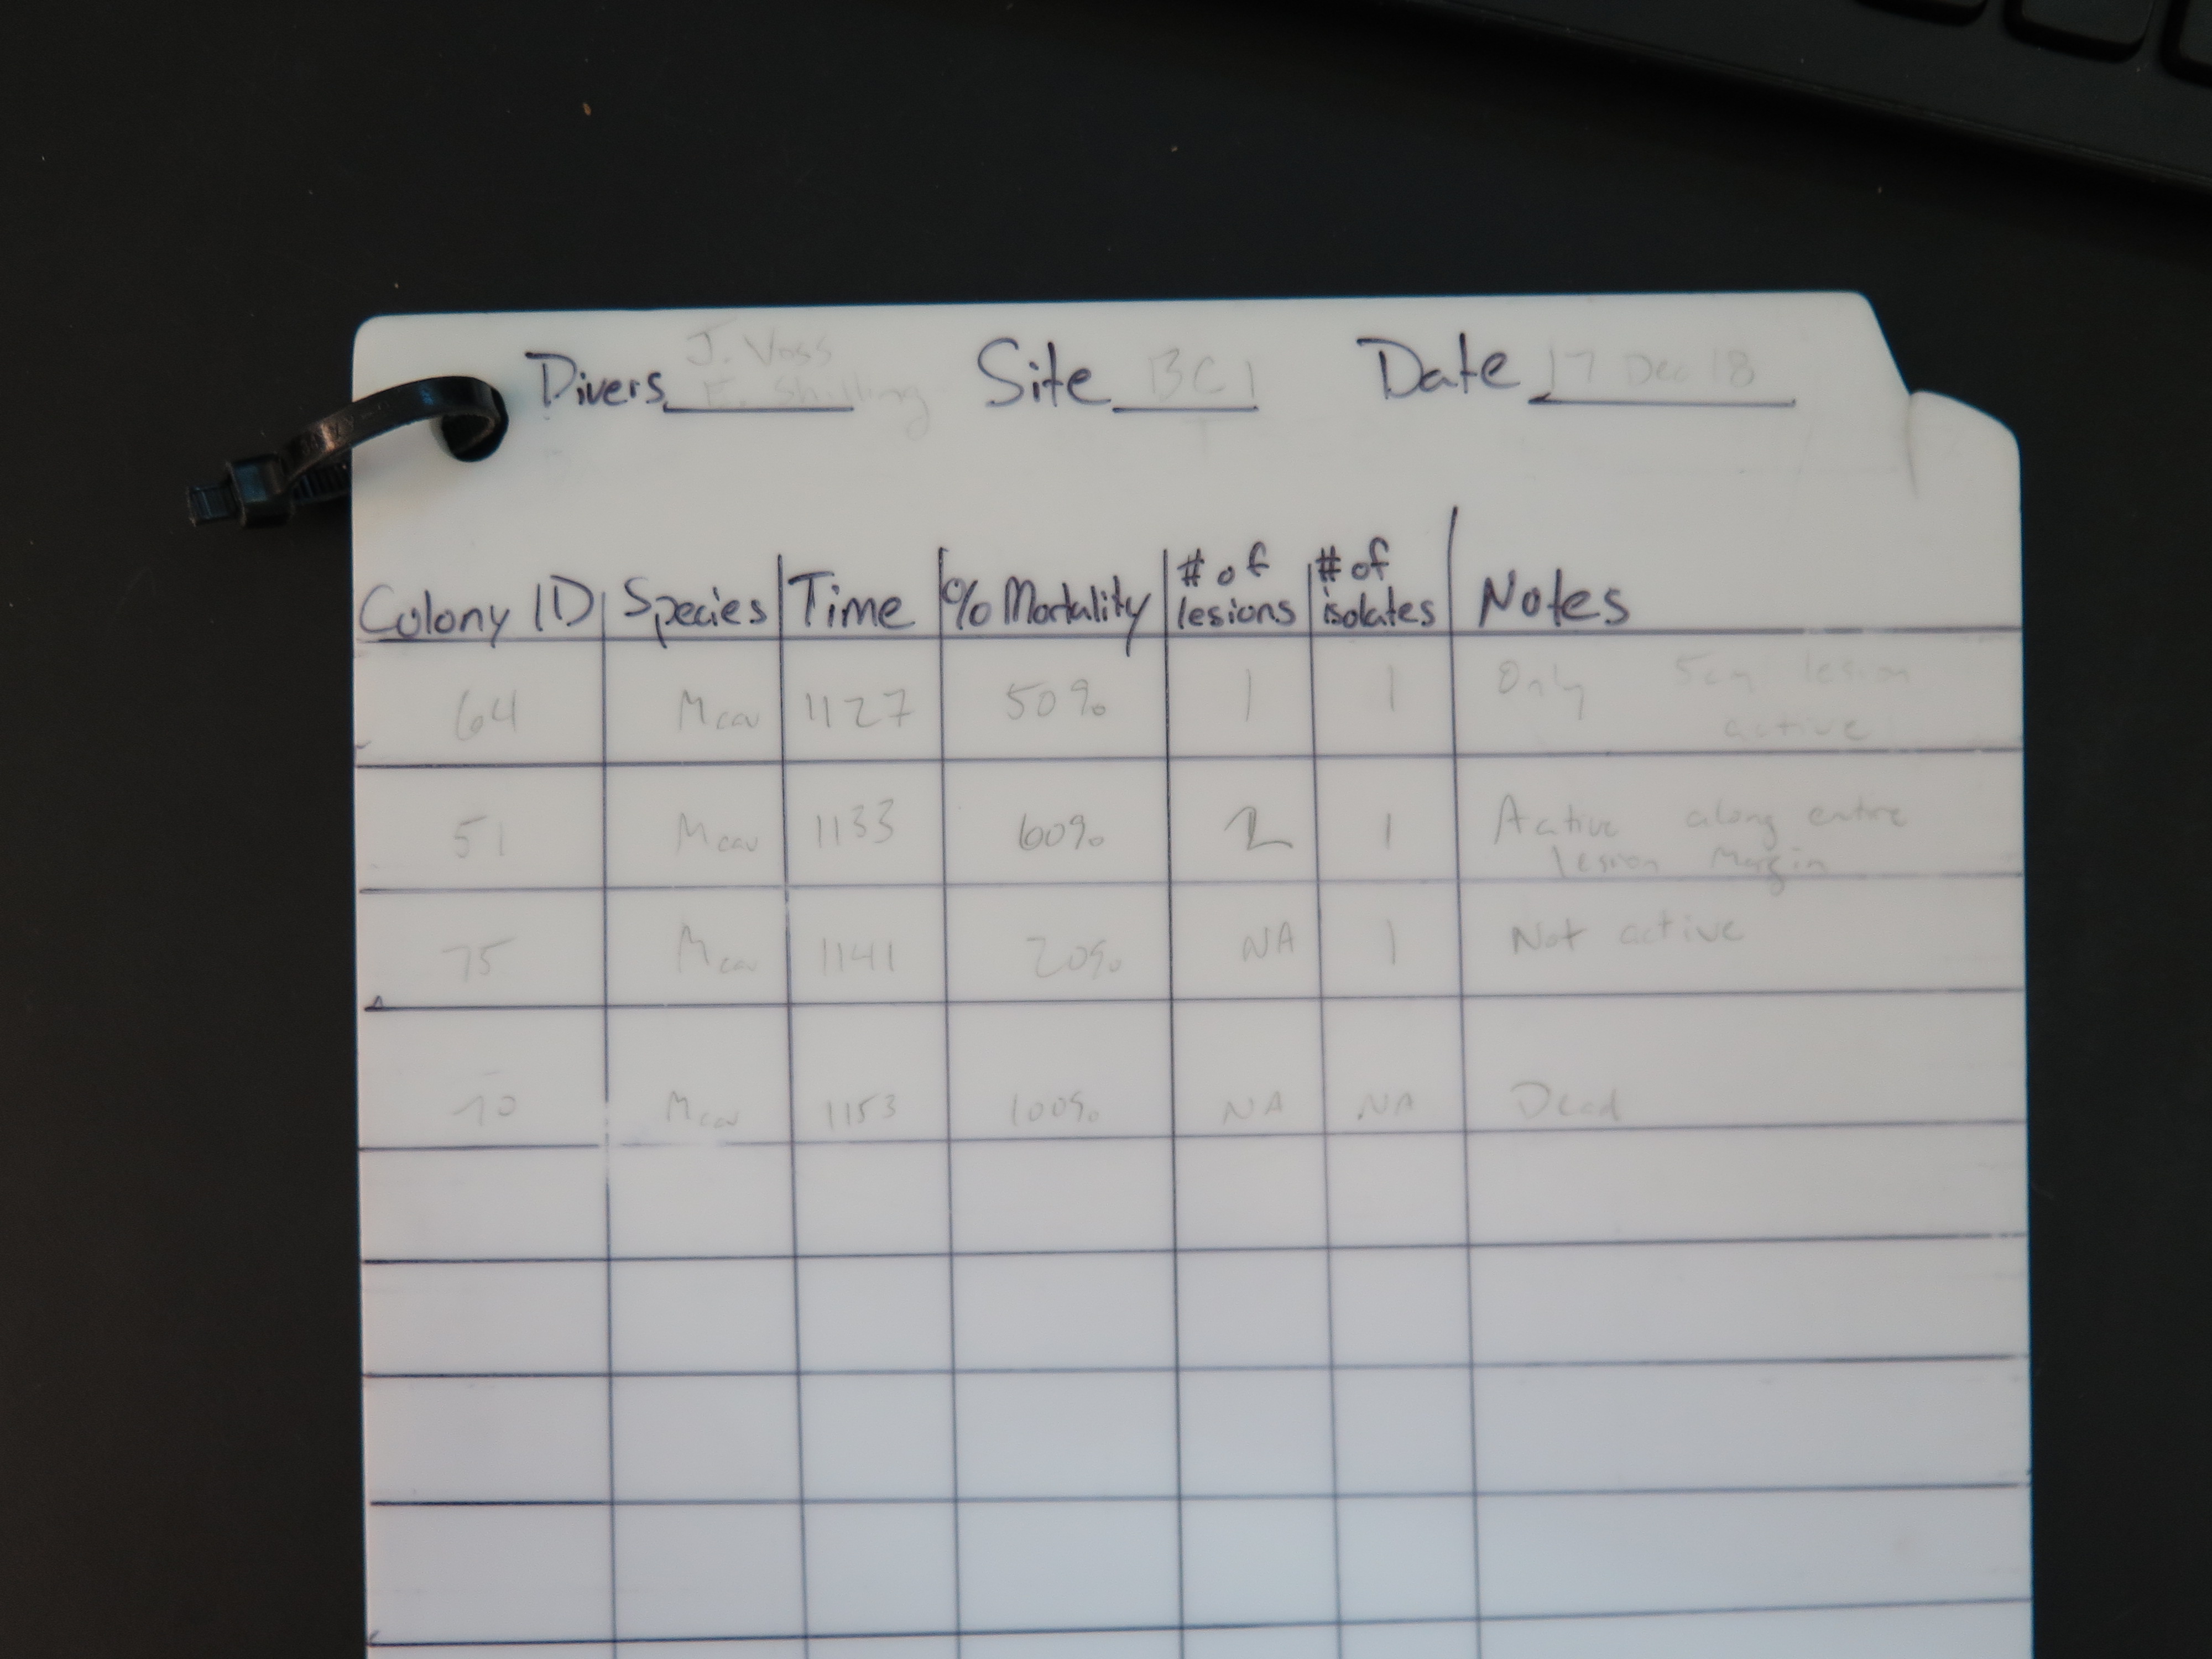 J. Voss
Divers E. Shilling Site BC1 Date 17 Dec 18
Colony ID Species Time % Mortality # of lesions # of isolates Notes
64 Mcav 1127 50% 1 1 Only 5cm lesion
active
51 Mcav 1133 60% 2 1 Active along entire
lesion margin
75 Mcav 1141 20% NA 1 Not active
70 Mcav 1153 100% NA NA Dead